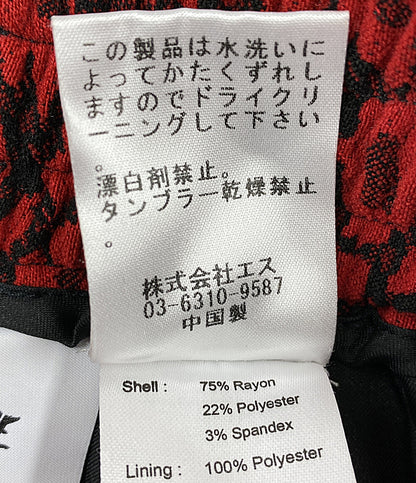 この製品は水洗いに
よってかたくずれし
ますのでドライクリ
ーニングして下さい
。
漂白剤禁止。
タンブラー乾燥禁止
。
株式会社エス
03-6310-9587
中国製
Shell : 75% Rayon
22% Polyester
3% Spandex
Lining : 100% Polyester